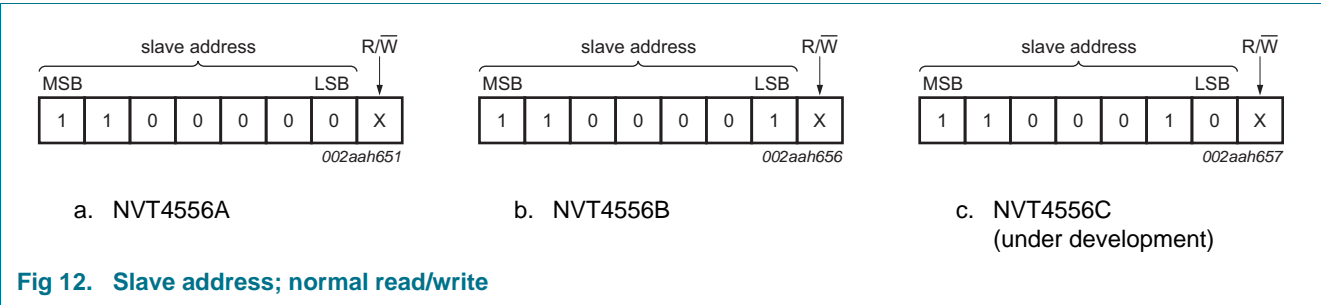 slave address R/W̅ slave address R/W̅ slave address R/W̅
MSB LSB MSB LSB MSB LSB
1 1 0 0 0 0 0 X 1 1 0 0 0 0 1 X 1 1 0 0 0 1 0 X
002aah651 002aah656 002aah657
a. NVT4556A b. NVT4556B c. NVT4556C
(under development)
Fig 12. Slave address; normal read/write